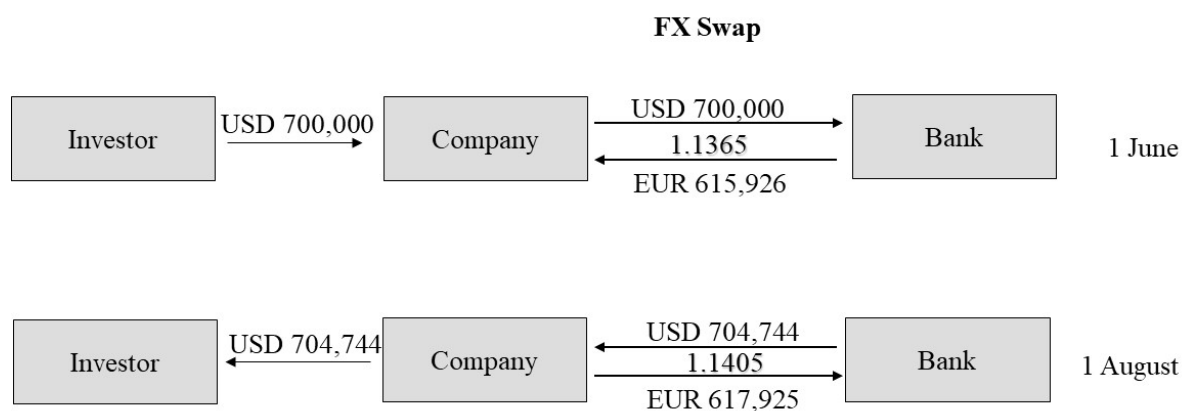 FX Swap
Investor
USD 700,000
Company
USD 700,000
1.1365
EUR 615,926
Bank
1 June
Investor
USD 704,744
Company
USD 704,744
1.1405
EUR 617,925
Bank
1 August